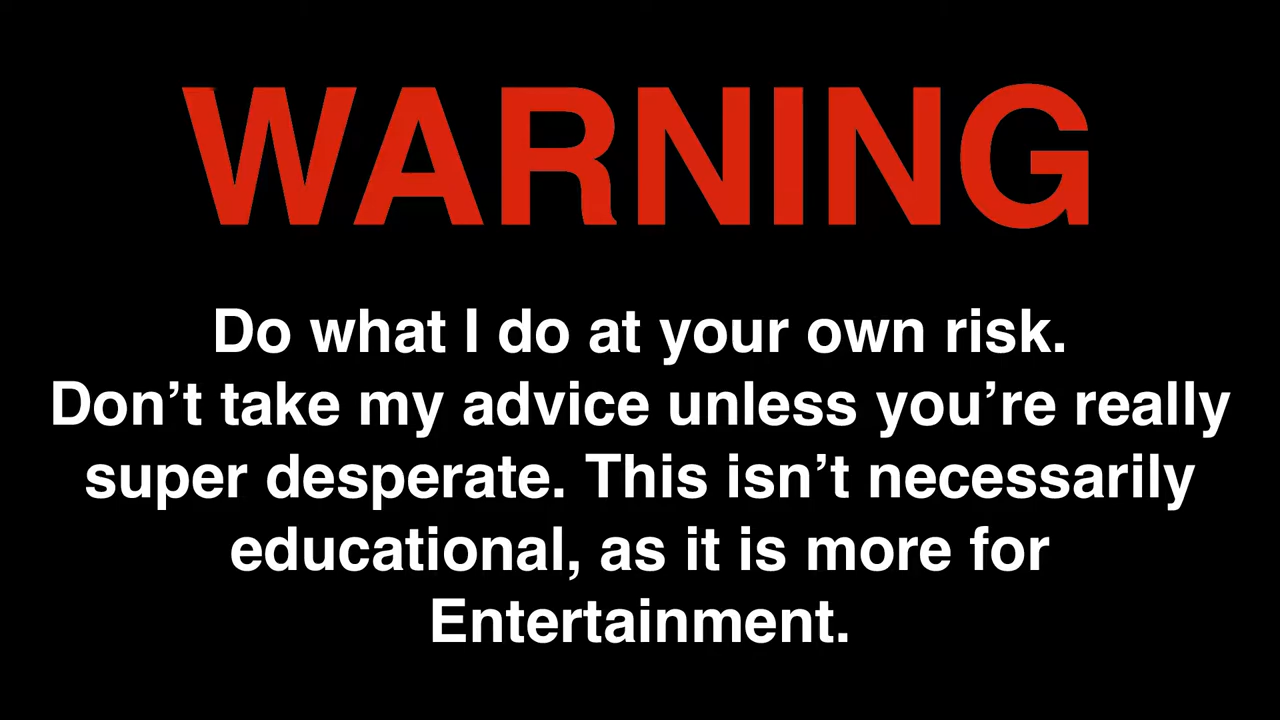 WARNING
Do what I do at your own risk.
Don’t take my advice unless you’re really
super desperate. This isn’t necessarily
educational, as it is more for
Entertainment.